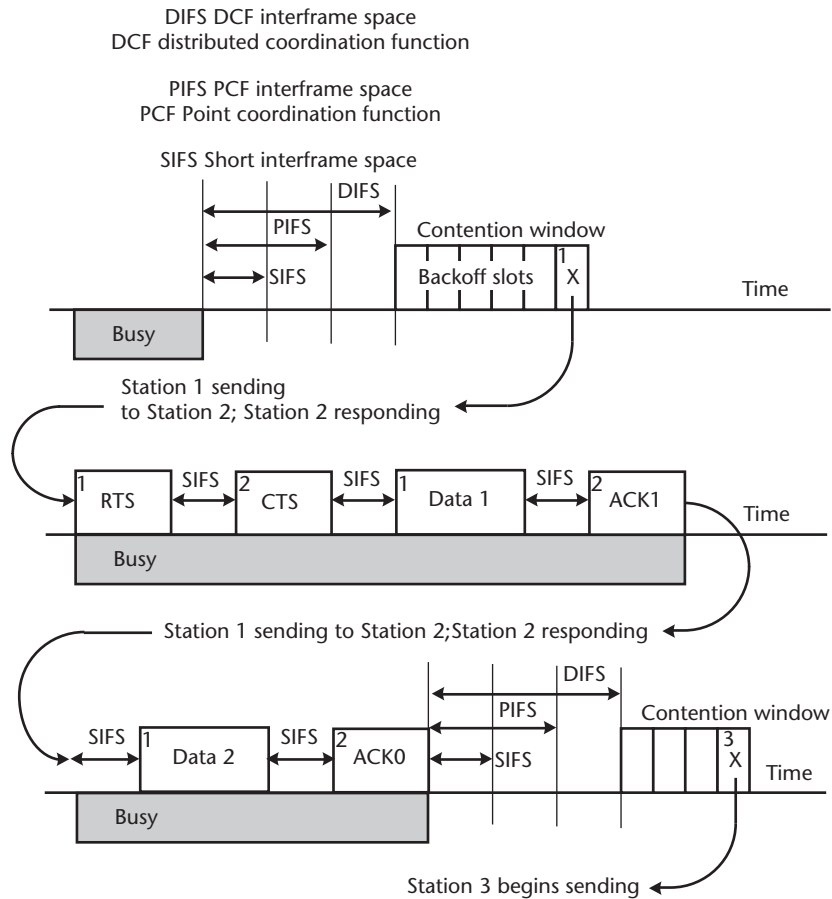 DIFS DCF interframe space
DCF distributed coordination function
PIFS PCF interframe space
PCF Point coordination function
SIFS Short interframe space
DIFS
PIFS
SIFS
Contention window
Backoff slots
1
X
Time
Busy
Station 1 sending
to Station 2; Station 2 responding
1
RTS
SIFS
2
CTS
SIFS
1
Data 1
SIFS
2
ACK1
Time
Busy
Station 1 sending to Station 2;Station 2 responding
SIFS
1
Data 2
SIFS
2
ACK0
DIFS
PIFS
SIFS
Contention window
3
X
Time
Busy
Station 3 begins sending